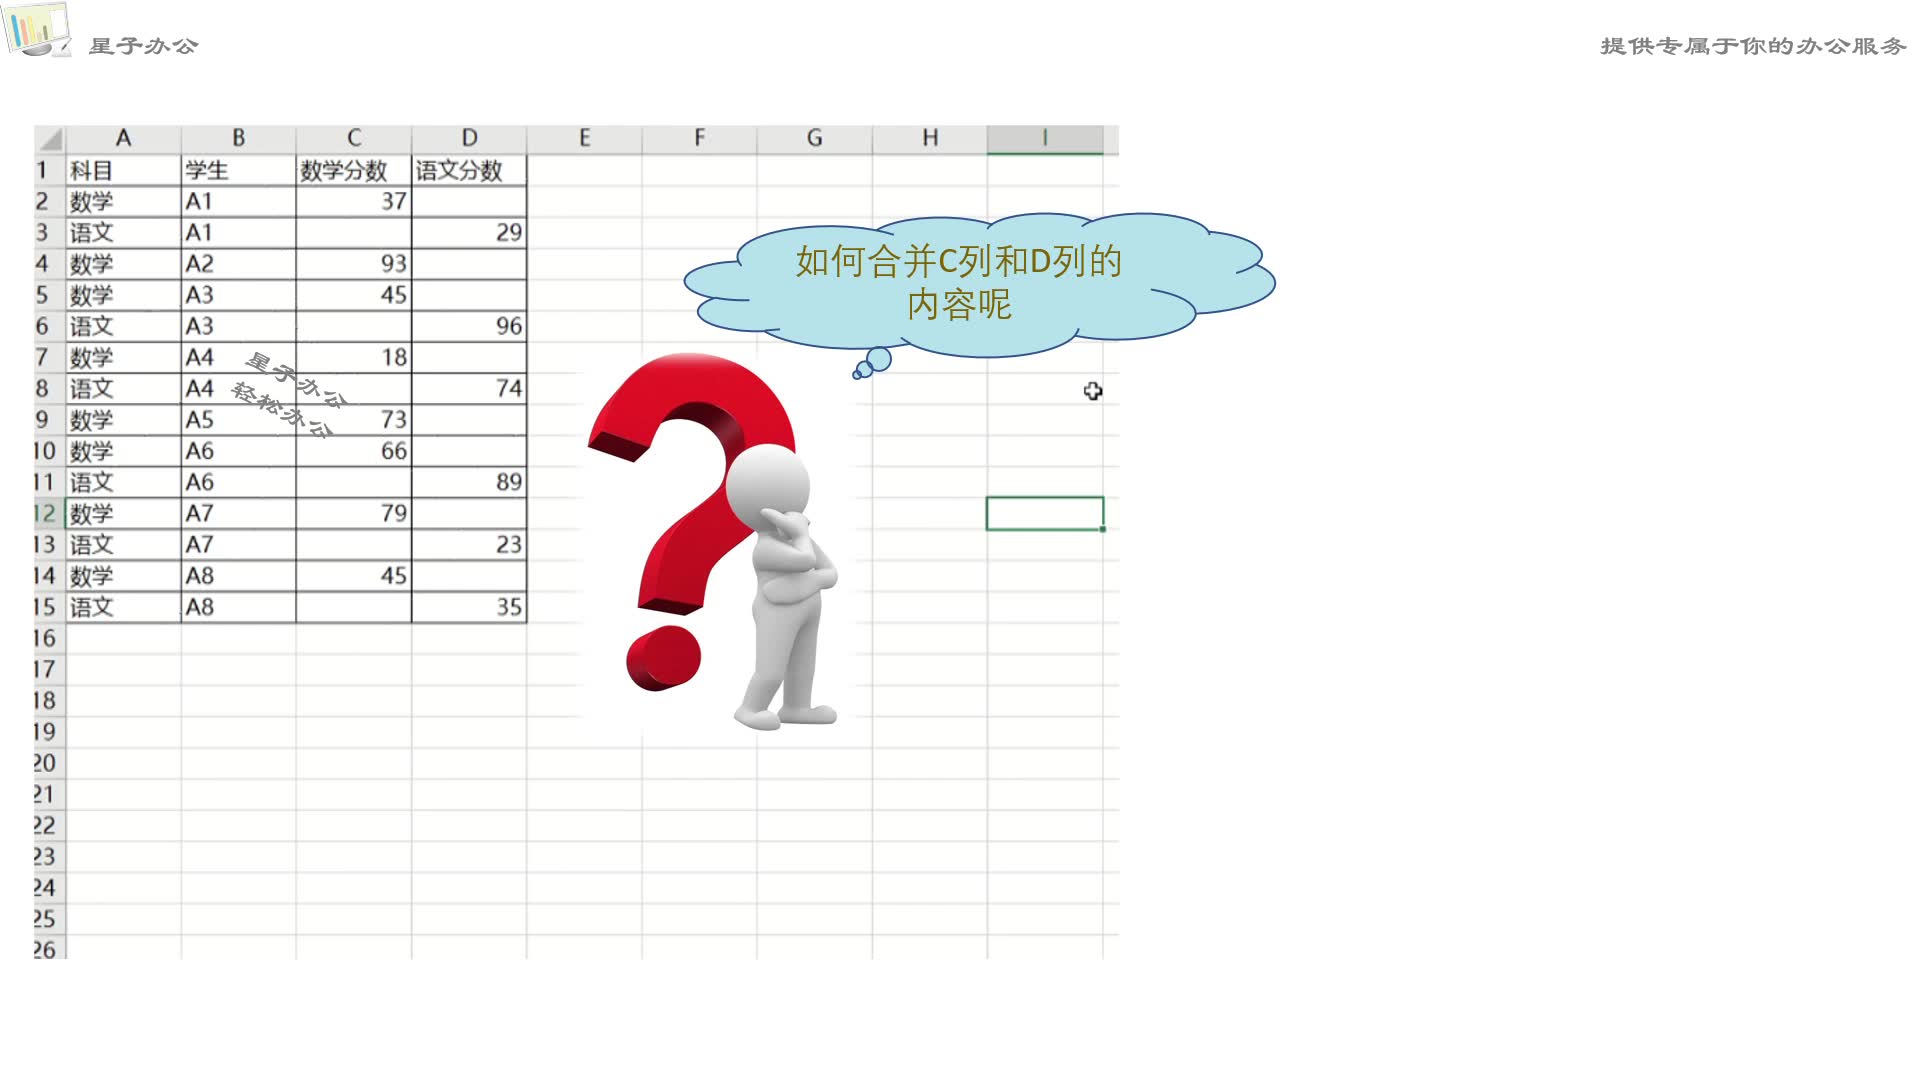 星子办公
提供专属于你的办公服务
A B C D E F G H I
1 科目 学生 数学分数 语文分数
2 数学 A1 37
3 语文 A1 29
4 数学 A2 93
5 数学 A3 45
6 语文 A3 96
7 数学 A4 18
8 语文 A4 74
9 数学 A5 73
10 数学 A6 66
11 语文 A6 89
12 数学 A7 79
13 语文 A7 23
14 数学 A8 45
15 语文 A8 35
16
17
18
19
20
21
22
23
24
25
26
如何合并C列和D列的
内容呢
星子办公
轻松办公